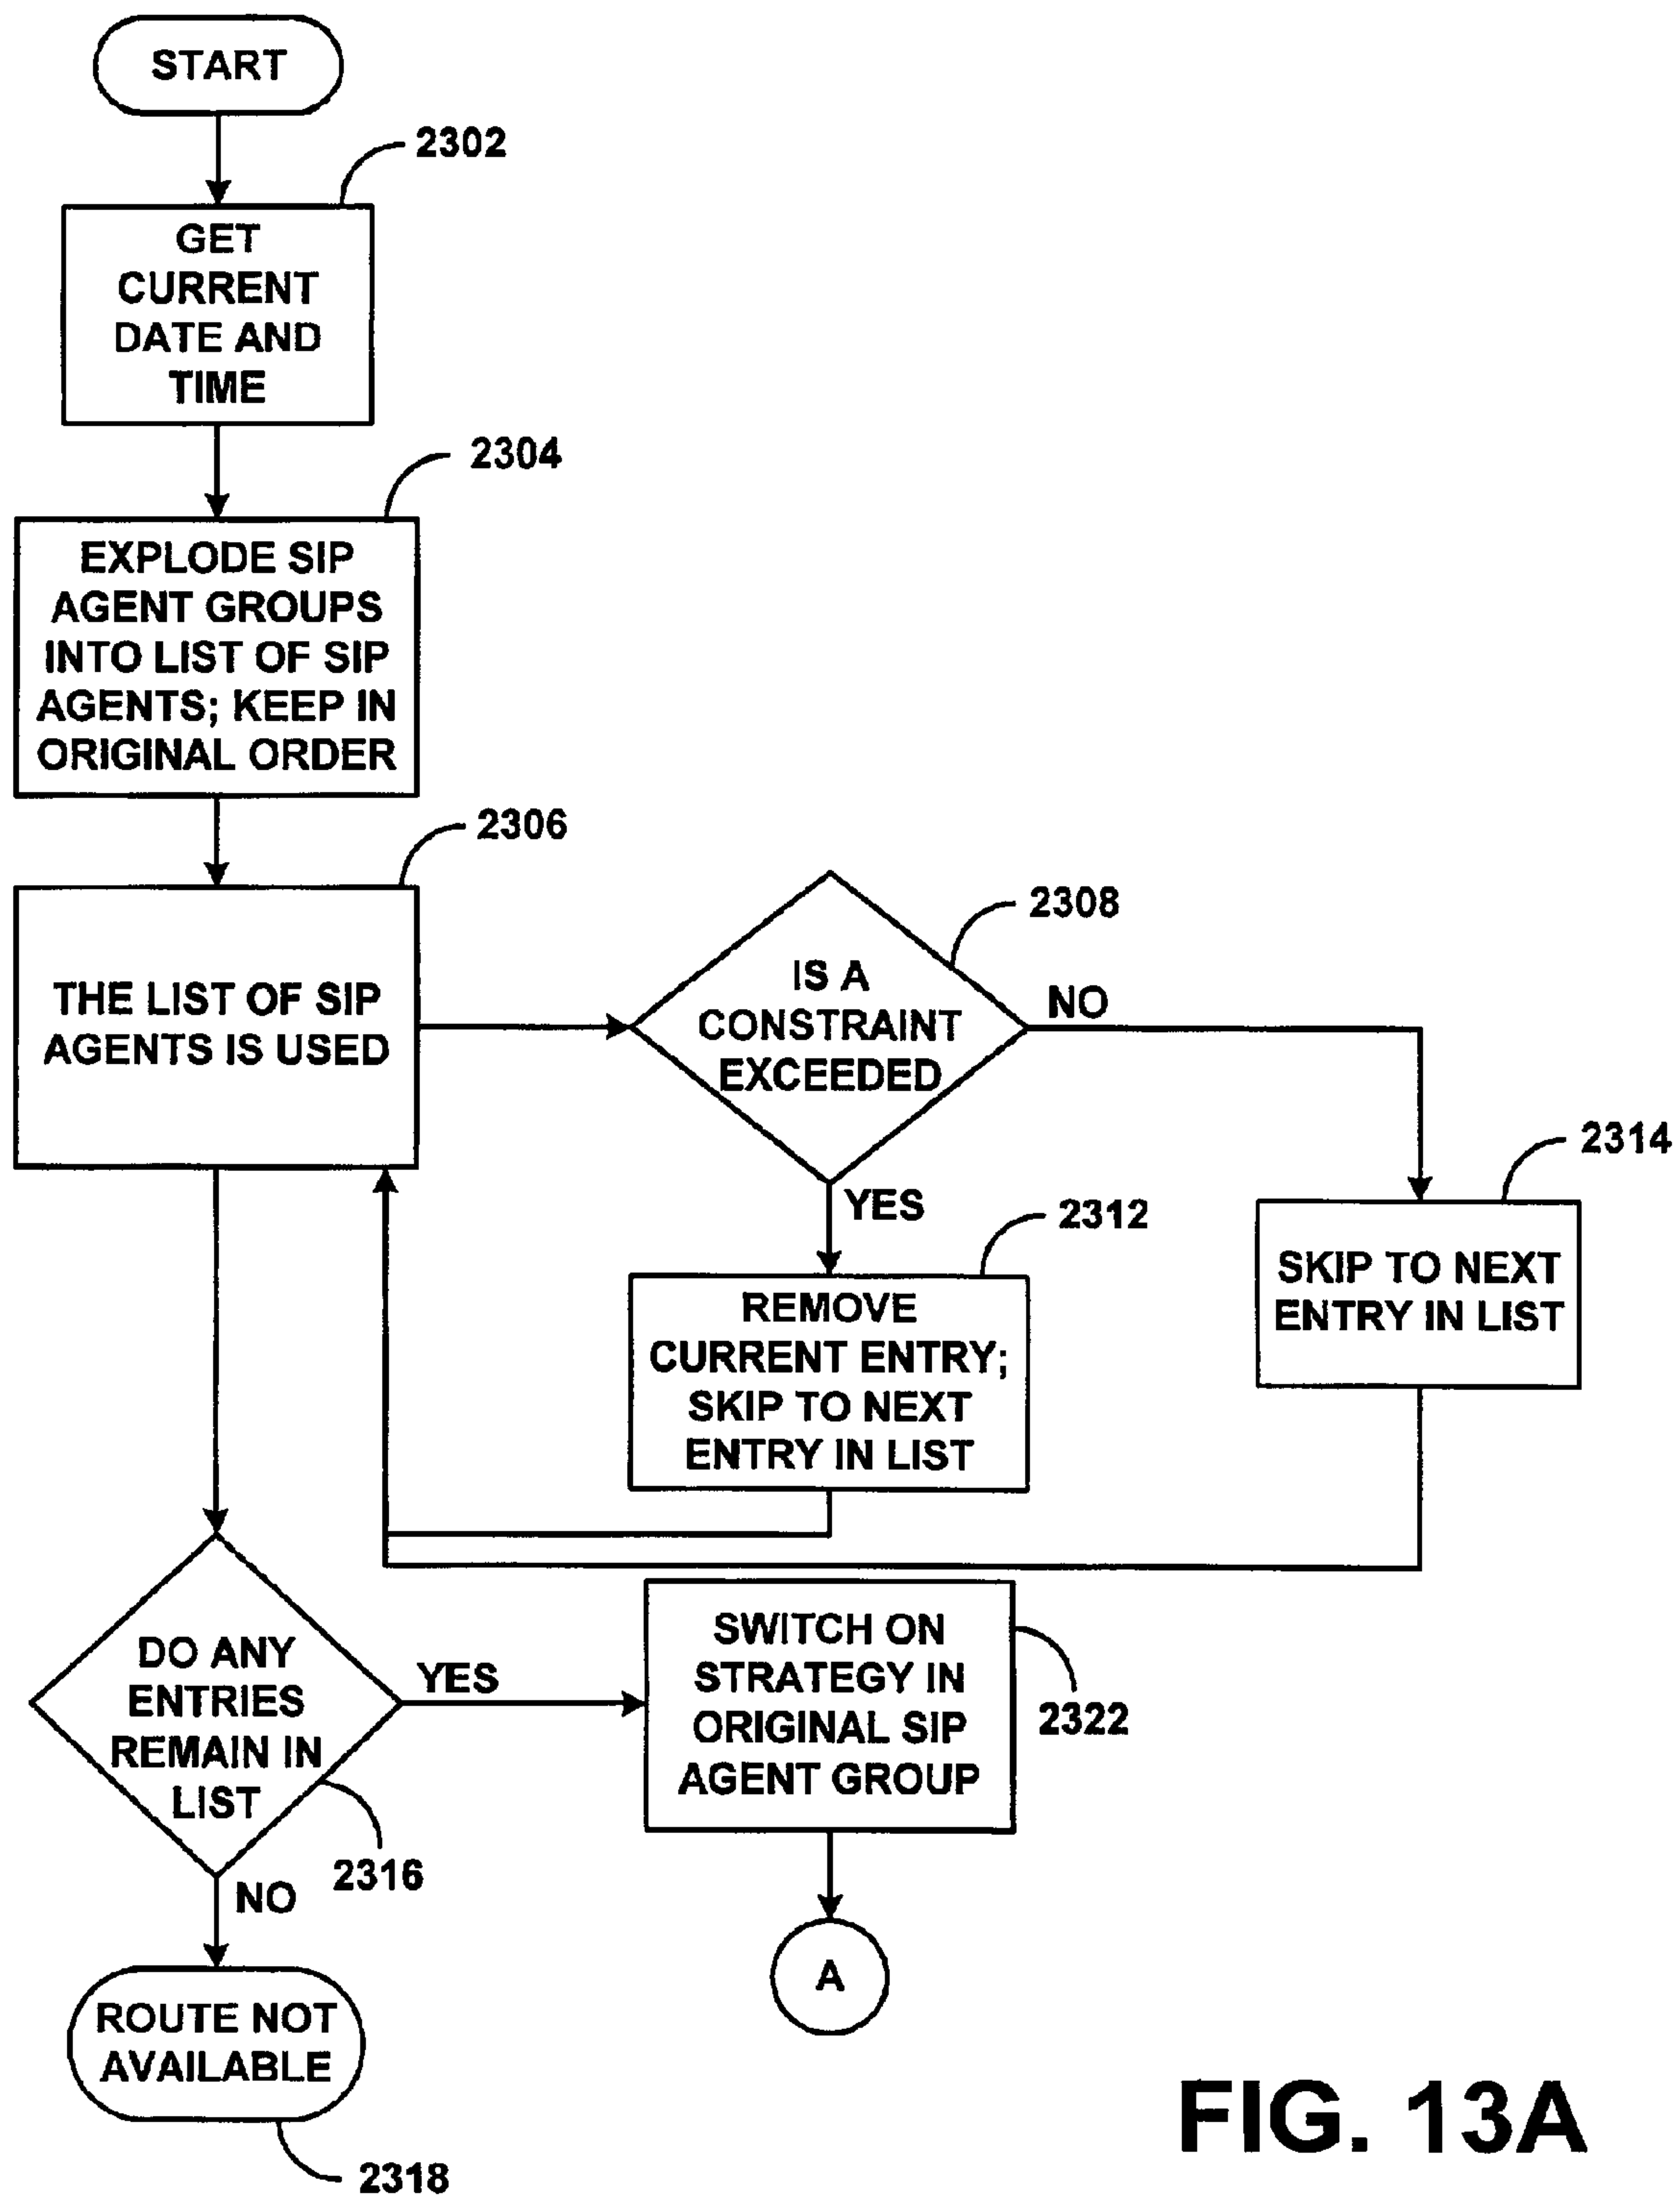 START
2302
GET
CURRENT
DATE AND
TIME
2304
EXPLODE SIP
AGENT GROUPS
INTO LIST OF SIP
AGENTS; KEEP IN
ORIGINAL ORDER
2306
THE LIST OF SIP
AGENTS IS USED
2308
IS A
CONSTRAINT
EXCEEDED
NO
2314
SKIP TO NEXT
ENTRY IN LIST
YES
2312
REMOVE
CURRENT ENTRY;
SKIP TO NEXT
ENTRY IN LIST
DO ANY
ENTRIES
REMAIN IN
LIST
2316
YES
SWITCH ON
STRATEGY IN
ORIGINAL SIP
AGENT GROUP
2322
A
NO
ROUTE NOT
AVAILABLE
2318
FIG. 13A